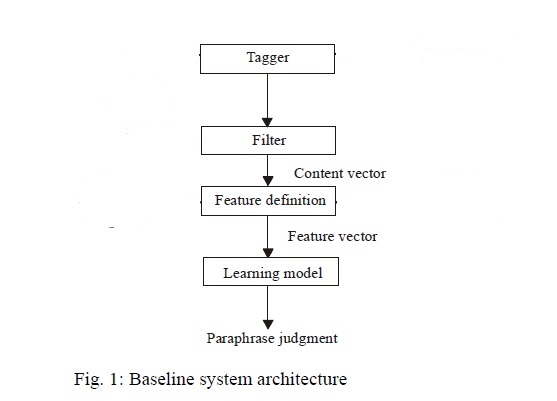 Tagger
Filter
Content vector
Feature definition
Feature vector
Learning model
Paraphrase judgment
Fig. 1: Baseline system architecture